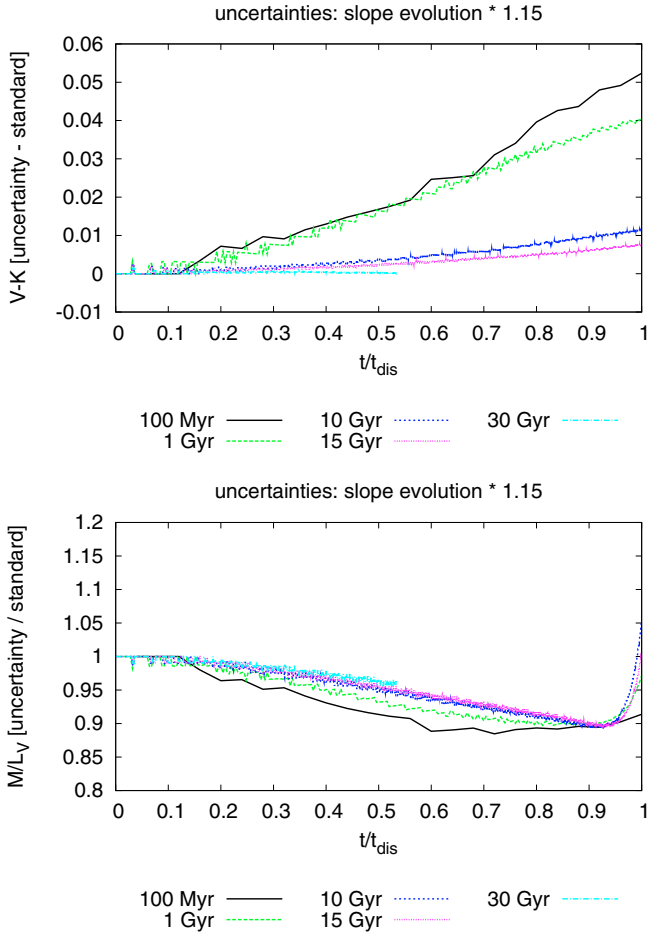 uncertainties: slope evolution * 1.15
V-K [uncertainty - standard]
0.06
0.05
0.04
0.03
0.02
0.01
0
-0.01
0 0.1 0.2 0.3 0.4 0.5 0.6 0.7 0.8 0.9 1
t/tdis
100 Myr 10 Gyr 30 Gyr
1 Gyr 15 Gyr
uncertainties: slope evolution * 1.15
M/LV [uncertainty / standard]
1.2
1.15
1.1
1.05
1
0.95
0.9
0.85
0.8
0 0.1 0.2 0.3 0.4 0.5 0.6 0.7 0.8 0.9 1
t/tdis
100 Myr 10 Gyr 30 Gyr
1 Gyr 15 Gyr